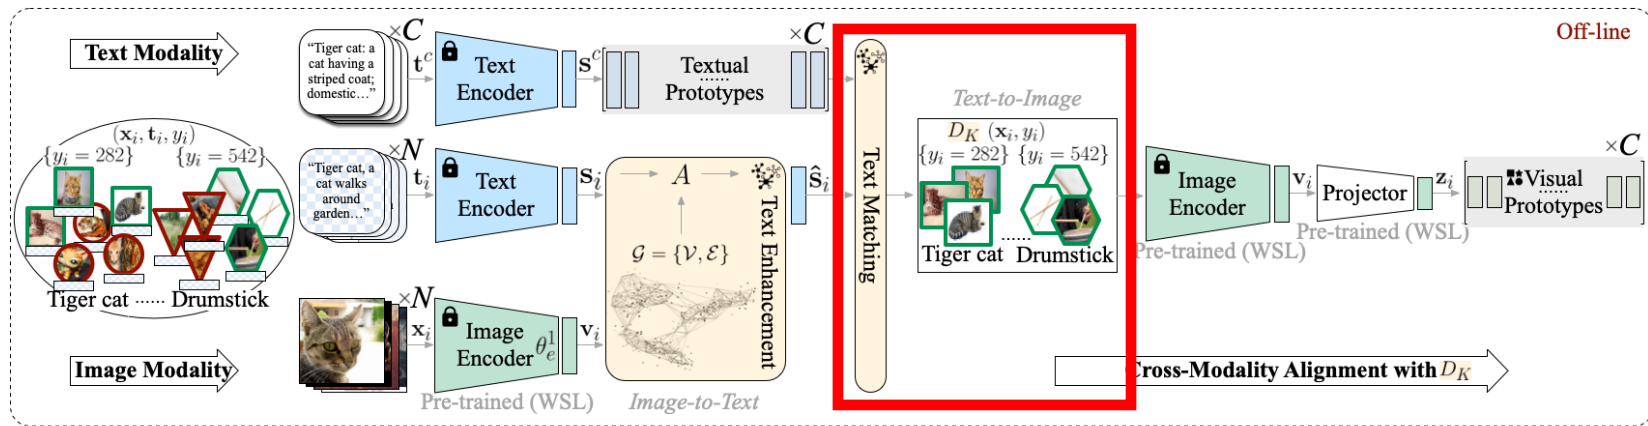 Off-line
Text Modality
×C
“Tiger cat: a
cat having a
striped coat;
domestic…”
t^c
Text
Encoder
s^c
Textual
......
Prototypes
×C
(x_i, t_i, y_i)
{y_i = 282} {y_i = 542}
Tiger cat ...... Drumstick
×N
“Tiger cat, a
cat walks
around
garden…”
t_i
Text
Encoder
s_i
A
G = {V, E}
Text Enhancement
ŝ_i
Image-to-Text
×N
x_i
Image
Encoder θ_e^1
v_i
Pre-trained (WSL)
Image Modality
Text Matching
Text-to-Image
D_K (x_i, y_i)
{y_i = 282} {y_i = 542}
Tiger cat ...... Drumstick
Image
Encoder
Pre-trained (WSL)
v_i
Projector
Pre-trained (WSL)
z_i
×C
Visual
......
Prototypes
Cross-Modality Alignment with D_K